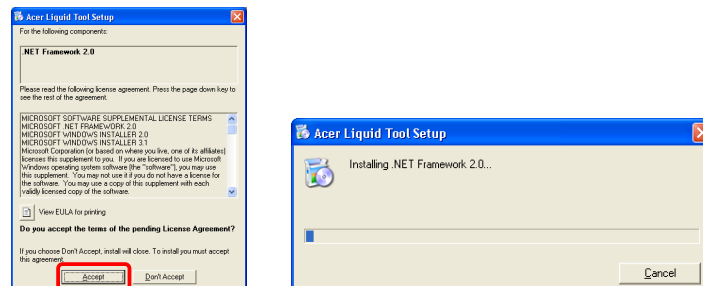 Acer Liquid Tool Setup
For the following components:
.NET Framework 2.0
Please read the following license agreement. Press the page down key to
see the rest of the agreement.
MICROSOFT SOFTWARE SUPPLEMENTAL LICENSE TERMS
MICROSOFT .NET FRAMEWORK 2.0
MICROSOFT WINDOWS INSTALLER 2.0
MICROSOFT WINDOWS INSTALLER 3.1
Microsoft Corporation (or based on where you live, one of its affiliates)
licenses this supplement to you. If you are licensed to use Microsoft
Windows operating system software (the "software"), you may use
this supplement. You may not use it if you do not have a license for
the software. You may use a copy of this supplement with each
validly licensed copy of the software.
View EULA for printing
Do you accept the terms of the pending License Agreement?
If you choose Don't Accept, install will close. To install you must accept
this agreement.
Accept
Don't Accept
Acer Liquid Tool Setup
Installing .NET Framework 2.0...
Cancel